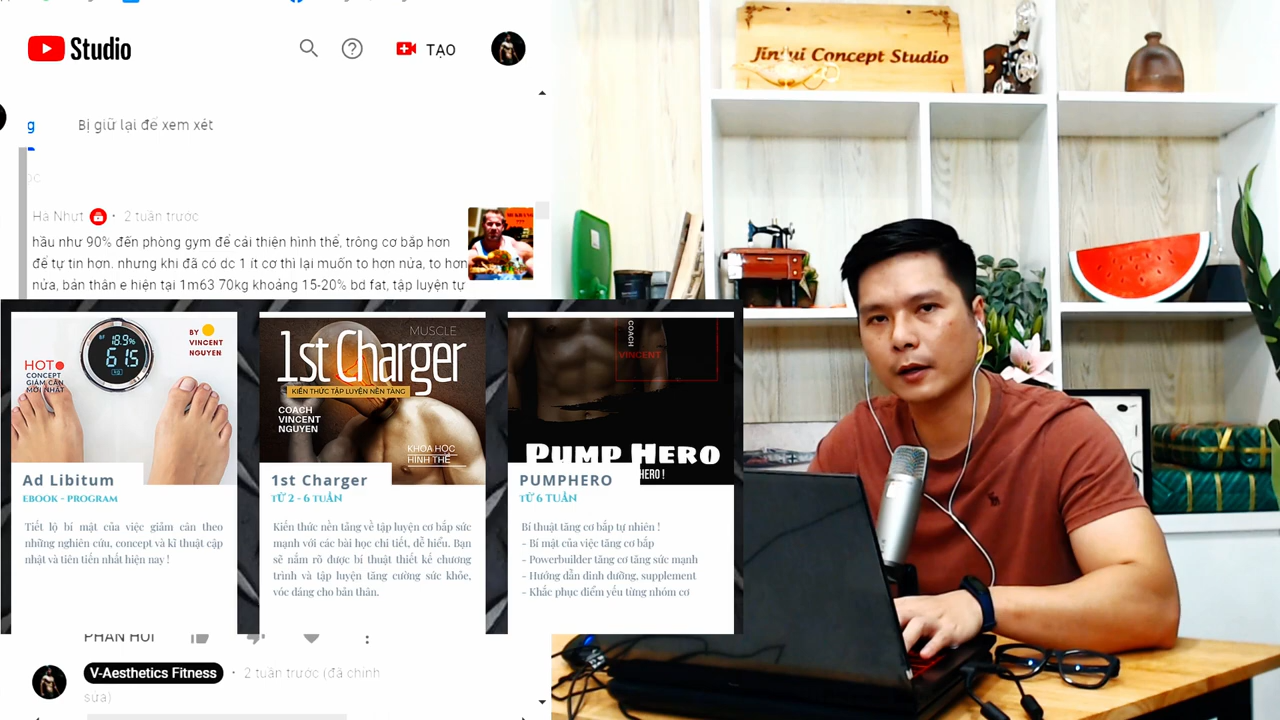 Studio
TẠO
Jinrui Concept Studio
g
Bị giữ lại để xem xét
Hà Nhựt • 2 tuần trước
hầu như 90% đến phòng gym để cải thiện hình thể, trông cơ bắp hơn
để tự tin hơn. nhưng khi đã có dc 1 ít cơ thì lại muốn to hơn nữa, to hơn
nữa, bản thân e hiện tại 1m63 70kg khoảng 15-20% bd fat, tập luyện tự
18.9%
61.5
kg
BY
VINCENT
NGUYEN
HOT
CONCEPT
GIẢM CÂN
MỚI NHẤT
Ad Libitum
EBOOK - PROGRAM
Tiết lộ bí mật của việc giảm cân theo
những nghiên cứu, concept và kĩ thuật cập
nhật và tiên tiến nhất hiện nay !
MUSCLE
1st Charger
KIẾN THỨC TẬP LUYỆN NỀN TẢNG
COACH
VINCENT
NGUYEN
KHOA HỌC
HÌNH THỂ
1st Charger
TỪ 2 - 6 TUẦN
Kiến thức nền tảng về tập luyện cơ bắp sức
mạnh với các bài học chi tiết, dễ hiểu. Bạn
sẽ nắm rõ được bí thuật thiết kế chương
trình và tập luyện tăng cường sức khỏe,
vóc dáng cho bản thân.
COACH
VINCENT
PUMP HERO
HERO !
PUMPHERO
TỪ 6 TUẦN
Bí thuật tăng cơ bắp tự nhiên !
- Bí mật của việc tăng cơ bắp
- Powerbuilder tăng cơ tăng sức mạnh
- Hướng dẫn dinh dưỡng, supplement
- Khắc phục điểm yếu từng nhóm cơ
PHẢN HỒI
V-Aesthetics Fitness • 2 tuần trước (đã chỉnh
sửa)